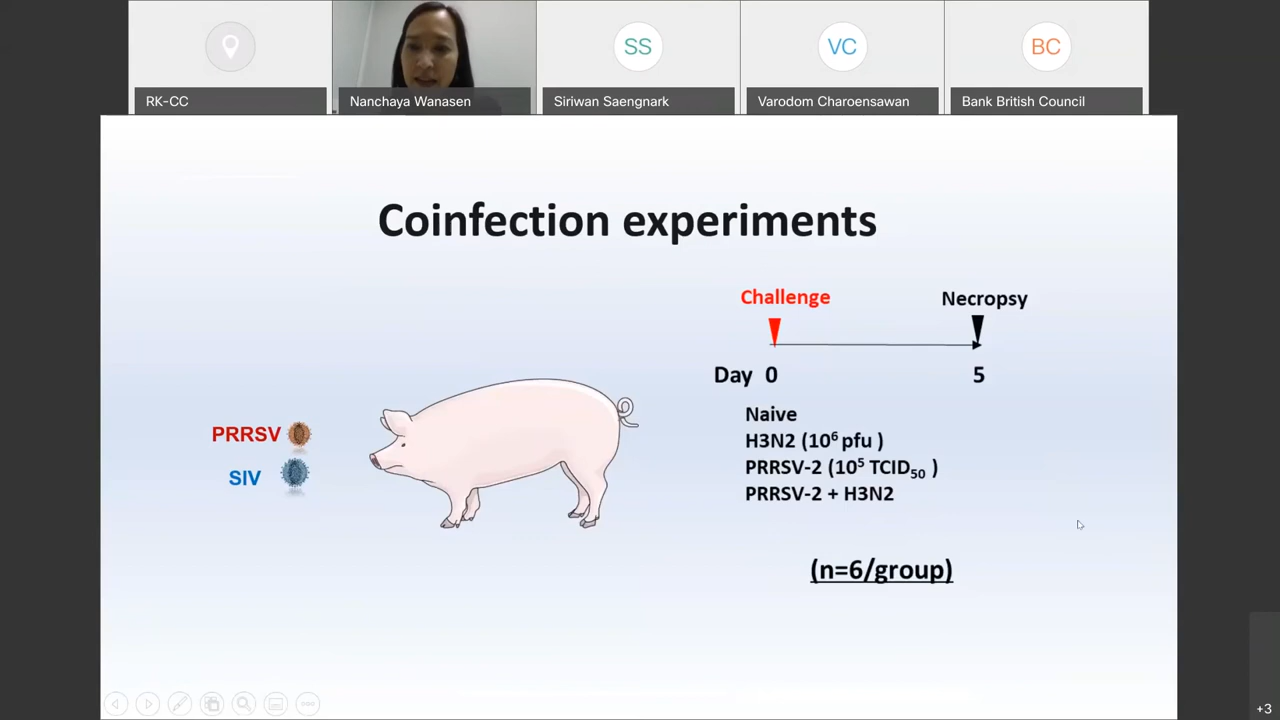 SS
VC
BC
RK-CC
Nanchaya Wanasen
Siriwan Saengnark
Varodom Charoensawan
Bank British Council
Coinfection experiments
Challenge
Necropsy
Day 0
5
PRRSV
SIV
Naive
H3N2 (10⁶ pfu )
PRRSV-2 (10⁵ TCID₅₀ )
PRRSV-2 + H3N2
(n=6/group)
+3